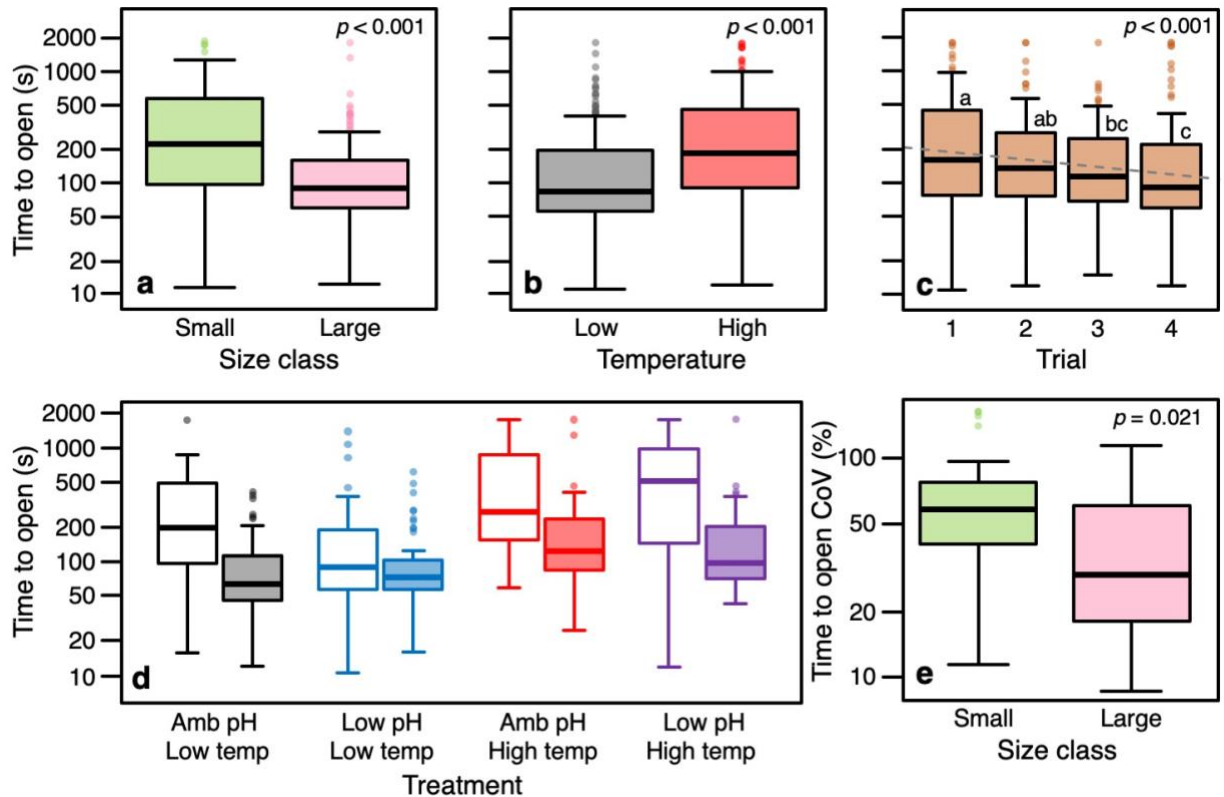 Time to open (s)
2000
1000
500
200
100
50
20
10
p < 0.001
a
Small Large
Size class
p < 0.001
b
Low High
Temperature
p < 0.001
a
ab
bc
c
c
1 2 3 4
Trial
Time to open (s)
2000
1000
500
200
100
50
20
10
d
Amb pH Low pH Amb pH Low pH
Low temp Low temp High temp High temp
Treatment
Time to open CoV (%)
100
50
20
10
p = 0.021
e
Small Large
Size class